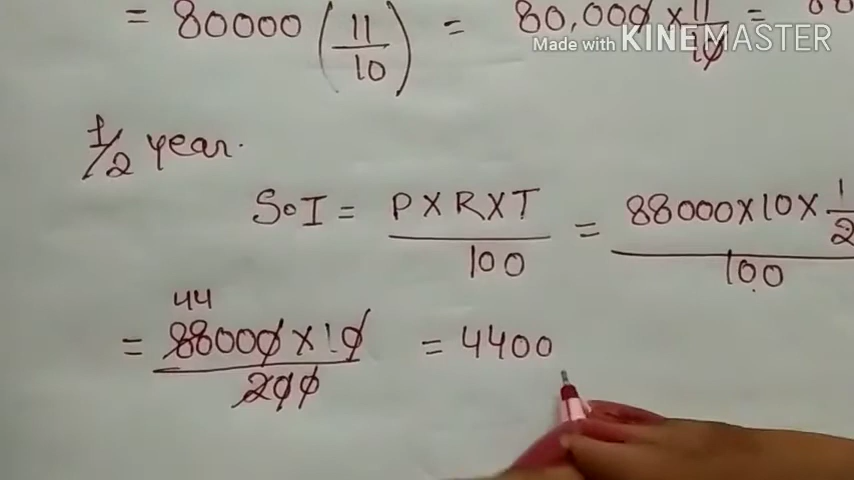 = 80000 (11/10) = 80,000 × 11/10 = 88
Made with KINEMASTER
1/2 year.
S.I = P×R×T/100 = 88000×10×1/2/100
44
= 88000×10/200 = 4400